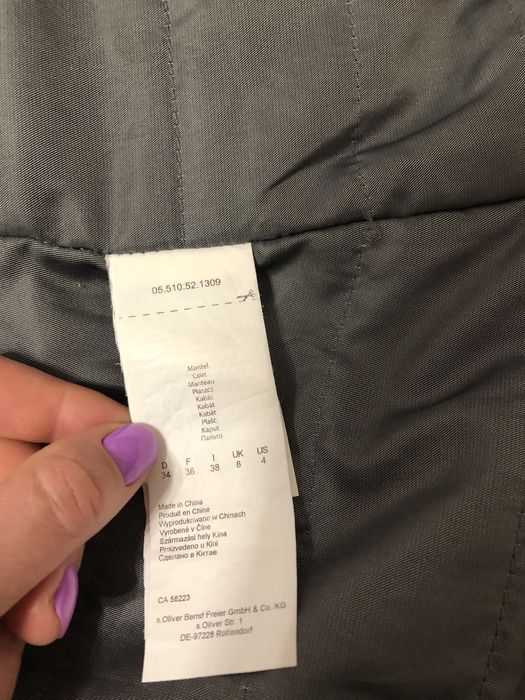 05.510.52.1309
Mantel
Coat
Manteau
Płaszcz
Kabát
Kabát
Kabát
Plašč
Kaput
Пальто
D F I UK US
34 36 38 8 4
Made in China
Produit en Chine
Wyprodukowano w Chinach
Vyrobené v Číne
Származási hely Kína
Proizvedeno u Kini
Сделано в Китае
CA 58223
s.Oliver Bernd Freier GmbH & Co. KG
s.Oliver Str. 1
DE-97228 Rottendorf